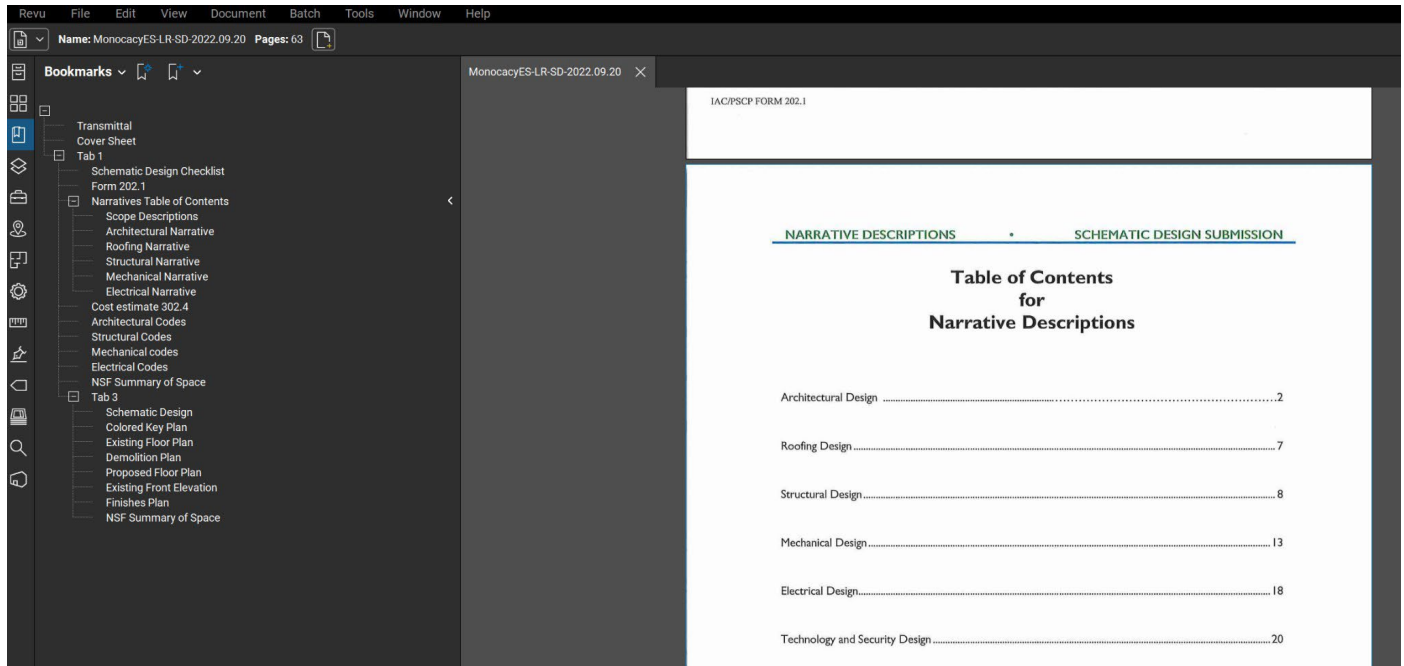 Revu File Edit View Document Batch Tools Window Help
Name: MonocacyES-LR-SD-2022.09.20 Pages: 63
Bookmarks
Transmittal
Cover Sheet
Tab 1
Schematic Design Checklist
Form 202.1
Narratives Table of Contents
Scope Descriptions
Architectural Narrative
Roofing Narrative
Structural Narrative
Mechanical Narrative
Electrical Narrative
Cost estimate 302.4
Architectural Codes
Structural Codes
Mechanical codes
Electrical Codes
NSF Summary of Space
Tab 3
Schematic Design
Colored Key Plan
Existing Floor Plan
Demolition Plan
Proposed Floor Plan
Existing Front Elevation
Finishes Plan
NSF Summary of Space
MonocacyES-LR-SD-2022.09.20
IAC/PSCP FORM 202.1
NARRATIVE DESCRIPTIONS • SCHEMATIC DESIGN SUBMISSION
Table of Contents
for
Narrative Descriptions
Architectural Design ........................................ 2
Roofing Design ........................................ 7
Structural Design ........................................ 8
Mechanical Design ........................................ 13
Electrical Design ........................................ 18
Technology and Security Design ........................................ 20